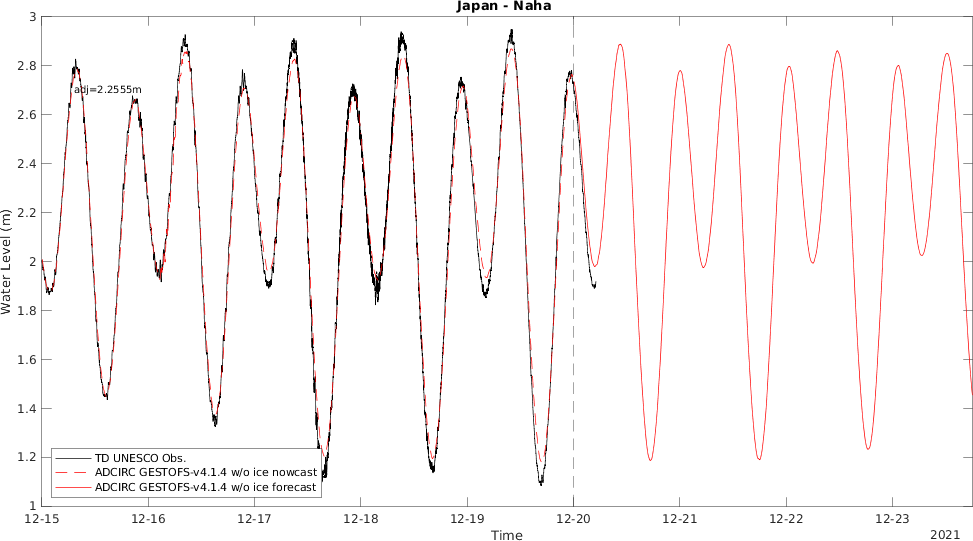 Japan - Naha
3
2.8
2.6
2.4
2.2
2
1.8
1.6
1.4
1.2
1
Water Level (m)
adj=2.2555m
TD UNESCO Obs.
ADCIRC GESTOFS-v4.1.4 w/o ice nowcast
ADCIRC GESTOFS-v4.1.4 w/o ice forecast
12-15 12-16 12-17 12-18 12-19 12-20 12-21 12-22 12-23
Time
2021